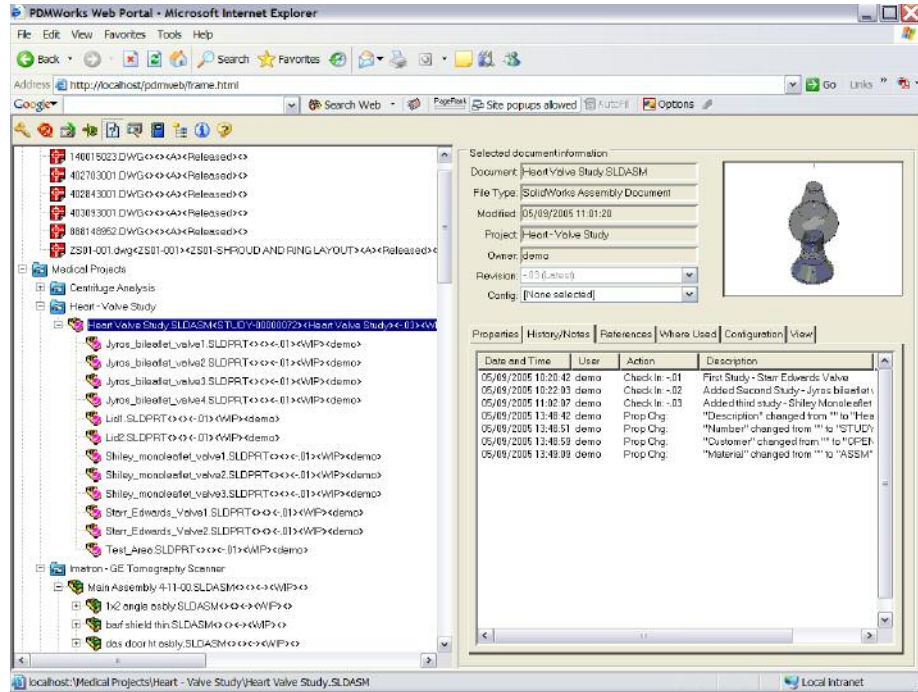 PDMWorks Web Portal - Microsoft Internet Explorer
File Edit View Favorites Tools Help
Back Search Favorites
Address http://localhost/pdmweb/frame.html Go Links
Google Search Web PageRank Site popups allowed AutoFill Options
140015023.DWG<><><A><Released><>
402703001.DWG<><><A><Released><>
402843001.DWG<><><A><Released><>
403093001.DWG<><><A><Released><>
888148952.DWG<><><A><Released><>
ZS01-001.dwg<ZS01-001><ZS01-SHROUD AND RING LAYOUT><A><Released><
Medical Projects
Centrifuge Analysis
Heart - Valve Study
Heart Valve Study.SLDASM<STUDY-00000072><Heart Valve Study><-.03><WI
Jyros_bileaflet_valve1.SLDPRT<><><-.01><WIP><demo>
Jyros_bileaflet_valve2.SLDPRT<><><-.01><WIP><demo>
Jyros_bileaflet_valve3.SLDPRT<><><-.01><WIP><demo>
Jyros_bileaflet_valve4.SLDPRT<><><-.01><WIP><demo>
Lid1.SLDPRT<><><-.01><WIP><demo>
Lid2.SLDPRT<><><-.01><WIP><demo>
Shiley_monoleaflet_valve1.SLDPRT<><><-.01><WIP><demo>
Shiley_monoleaflet_valve2.SLDPRT<><><-.01><WIP><demo>
Shiley_monoleaflet_valve3.SLDPRT<><><-.01><WIP><demo>
Starr_Edwards_Valve1.SLDPRT<><><-.01><WIP><demo>
Starr_Edwards_Valve2.SLDPRT<><><-.01><WIP><demo>
Test_Area.SLDPRT<><><-.01><WIP><demo>
Imatron - GE Tomography Scanner
Main Assembly 4-11-00.SLDASM<><><-><WIP><>
1x2 angle asbly.SLDASM<><><-><WIP><>
barf shield thin.SLDASM<><><-><WIP><>
das door ht asbly.SLDASM<><><-><WIP><>
Selected document information
Document: Heart Valve Study.SLDASM
File Type: SolidWorks Assembly Document
Modified: 05/09/2005 11:01:20
Project: Heart - Valve Study
Owner: demo
Revision: -.03 (Latest)
Config: [None selected]
Properties History/Notes References Where Used Configuration View
Date and Time User Action Description
05/09/2005 10:20:42 demo Check In: -.01 First Study - Starr Edwards Valve
05/09/2005 10:22:03 demo Check In: -.02 Added Second Study - Jyros bileaflet v
05/09/2005 11:02:07 demo Check In: -.03 Added third study - Shiley Monoleaflet
05/09/2005 13:48:42 demo Prop Chg: "Description" changed from "" to "Hea
05/09/2005 13:48:51 demo Prop Chg: "Number" changed from "" to "STUDY
05/09/2005 13:48:59 demo Prop Chg: "Customer" changed from "" to "OPEN
05/09/2005 13:49:09 demo Prop Chg: "Material" changed from "" to "ASSM"
localhost:\Medical Projects\Heart - Valve Study\Heart Valve Study.SLDASM Local intranet